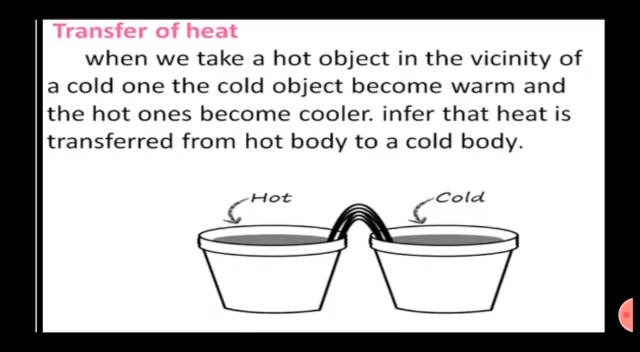 Transfer of heat
when we take a hot object in the vicinity of
a cold one the cold object become warm and
the hot ones become cooler. infer that heat is
transferred from hot body to a cold body.
Hot
Cold